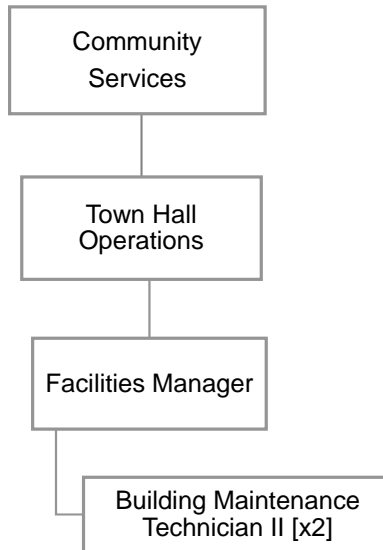 Community
Services
Town Hall
Operations
Facilities Manager
Building Maintenance
Technician II [x2]